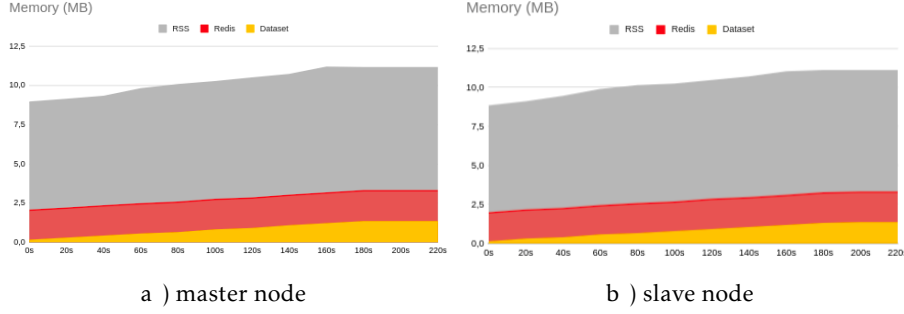 Memory (MB)
RSS Redis Dataset
12,5
10,0
7,5
5,0
2,5
0,0
0s 20s 40s 60s 80s 100s 120s 140s 160s 180s 200s 220s
a ) master node
Memory (MB)
RSS Redis Dataset
12,5
10,0
7,5
5,0
2,5
0,0
0s 20s 40s 60s 80s 100s 120s 140s 160s 180s 200s 220s
b ) slave node